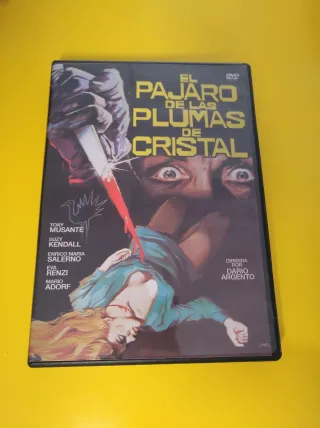 DVD
EL
PAJARO
DE LAS
PLUMAS
DE
CRISTAL
TONY
MUSANTE
SUZY
KENDALL
ENRICO MARIA
SALERNO
EVA
RENZI
MARIO
ADORF
DIRIGIDA
POR
DARIO
ARGENTO